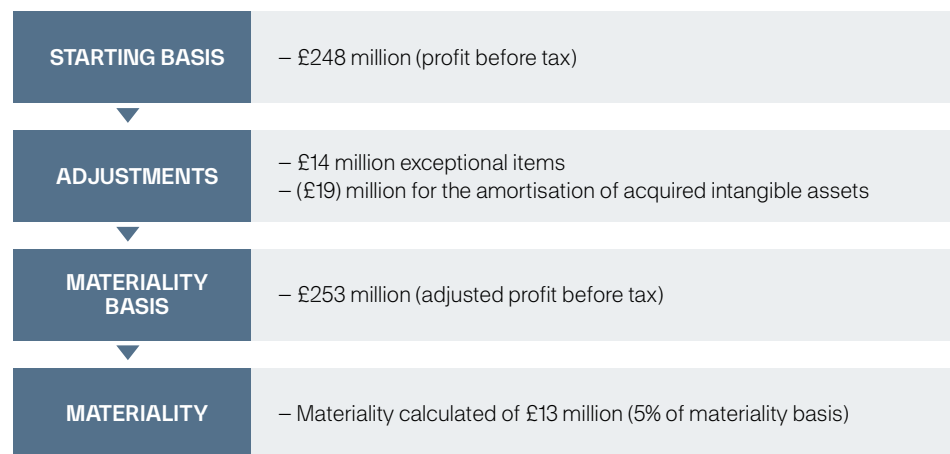 STARTING BASIS
– £248 million (profit before tax)
ADJUSTMENTS
– £14 million exceptional items
– (£19) million for the amortisation of acquired intangible assets
MATERIALITY
BASIS
– £253 million (adjusted profit before tax)
MATERIALITY
– Materiality calculated of £13 million (5% of materiality basis)